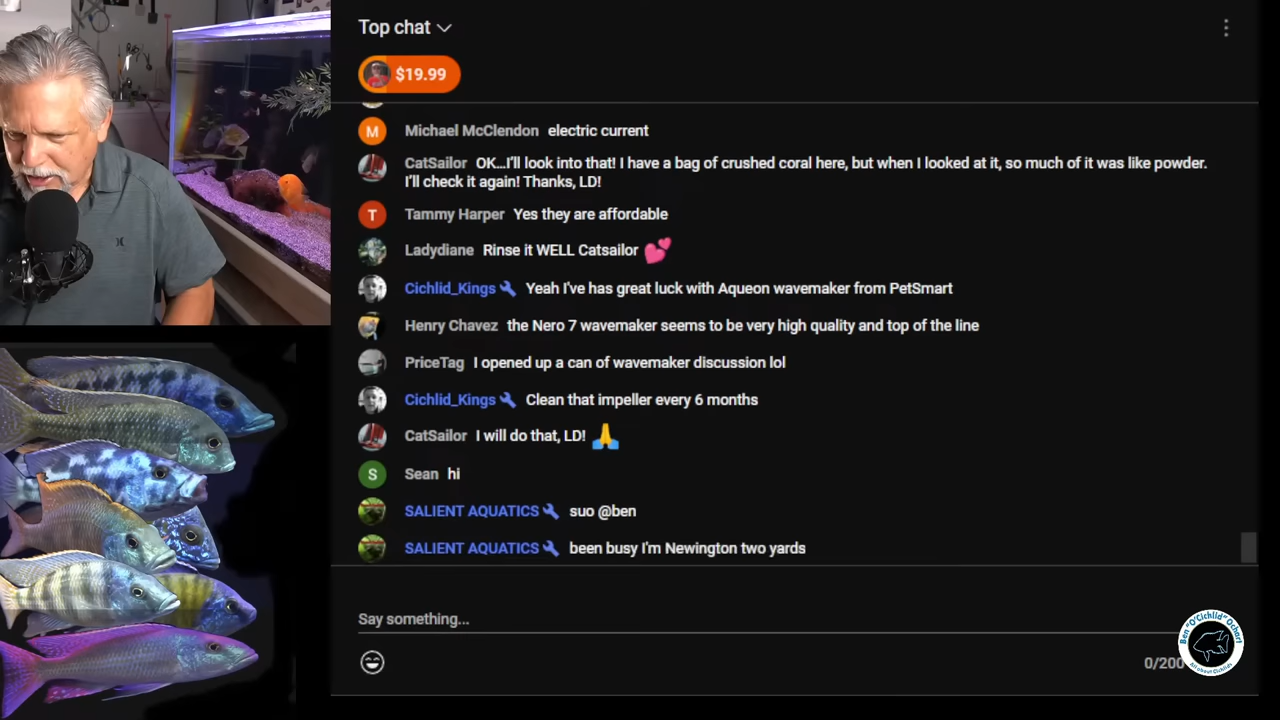 Top chat
$19.99
M Michael McClendon electric current
CatSailor OK...I'll look into that! I have a bag of crushed coral here, but when I looked at it, so much of it was like powder.
I'll check it again! Thanks, LD!
T Tammy Harper Yes they are affordable
Ladydiane Rinse it WELL Catsailor 💕
Cichlid_Kings Yeah I've has great luck with Aqueon wavemaker from PetSmart
Henry Chavez the Nero 7 wavemaker seems to be very high quality and top of the line
PriceTag I opened up a can of wavemaker discussion lol
Cichlid_Kings Clean that impeller every 6 months
CatSailor I will do that, LD! 🙏
S Sean hi
SALIENT AQUATICS suo @ben
SALIENT AQUATICS been busy I'm Newington two yards
Say something...
0/200
Ben "O'Cichlid" Ochart
All about Cichlids